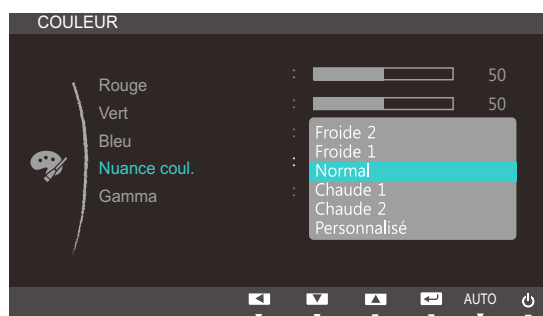 COULEUR
Rouge : 50
Vert : 50
Bleu :
Nuance coul. :
Gamma :
Froide 2
Froide 1
Normal
Chaude 1
Chaude 2
Personnalisé
AUTO